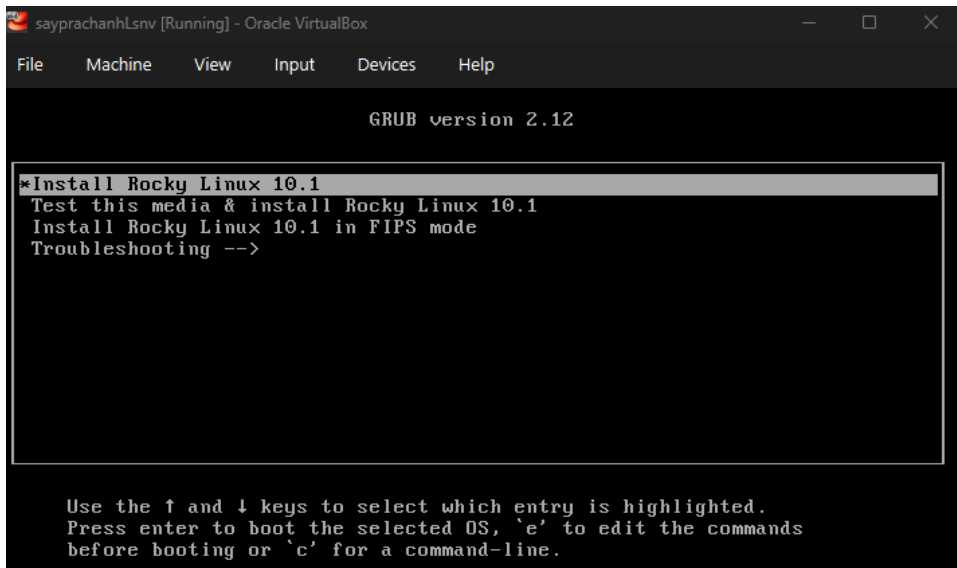 sayprachanhLsnv [Running] - Oracle VirtualBox
File Machine View Input Devices Help
GRUB version 2.12
*Install Rocky Linux 10.1
Test this media & install Rocky Linux 10.1
Install Rocky Linux 10.1 in FIPS mode
Troubleshooting -->
Use the ↑ and ↓ keys to select which entry is highlighted.
Press enter to boot the selected OS, `e' to edit the commands
before booting or `c' for a command-line.